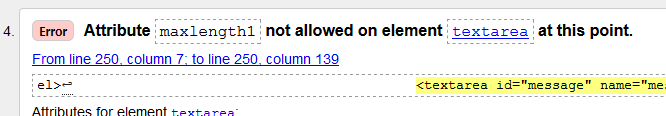 4. Error Attribute maxlength1 not allowed on element textarea at this point.
From line 250, column 7; to line 250, column 139
el>↩ <textarea id="message" name="me
Attributes for element textarea: